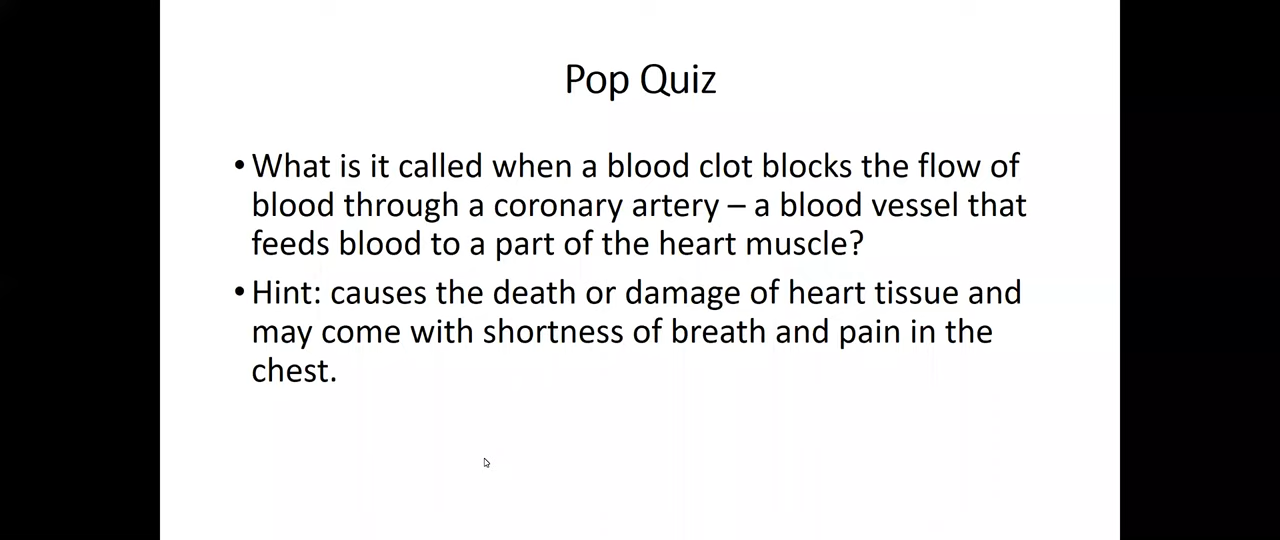 Pop Quiz
•What is it called when a blood clot blocks the flow of
blood through a coronary artery – a blood vessel that
feeds blood to a part of the heart muscle?
•Hint: causes the death or damage of heart tissue and
may come with shortness of breath and pain in the
chest.